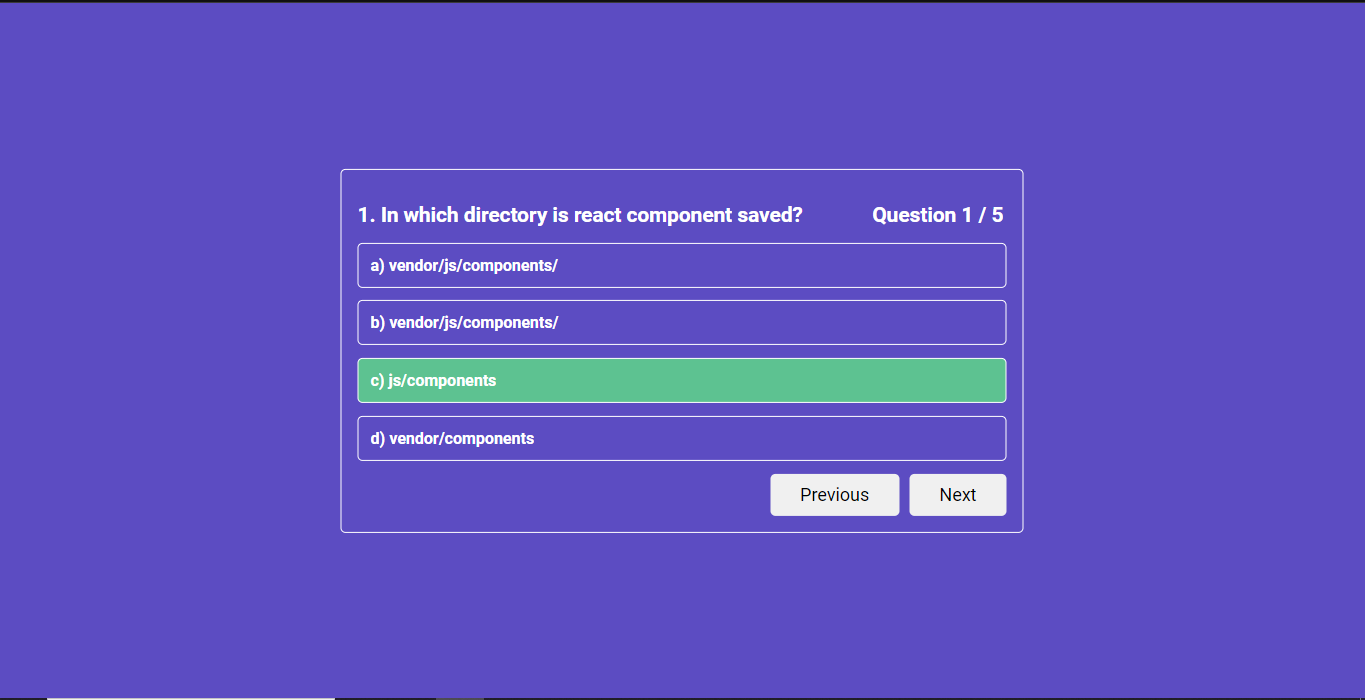 1. In which directory is react component saved?
Question 1 / 5
a) vendor/js/components/
b) vendor/js/components/
c) js/components
d) vendor/components
Previous
Next